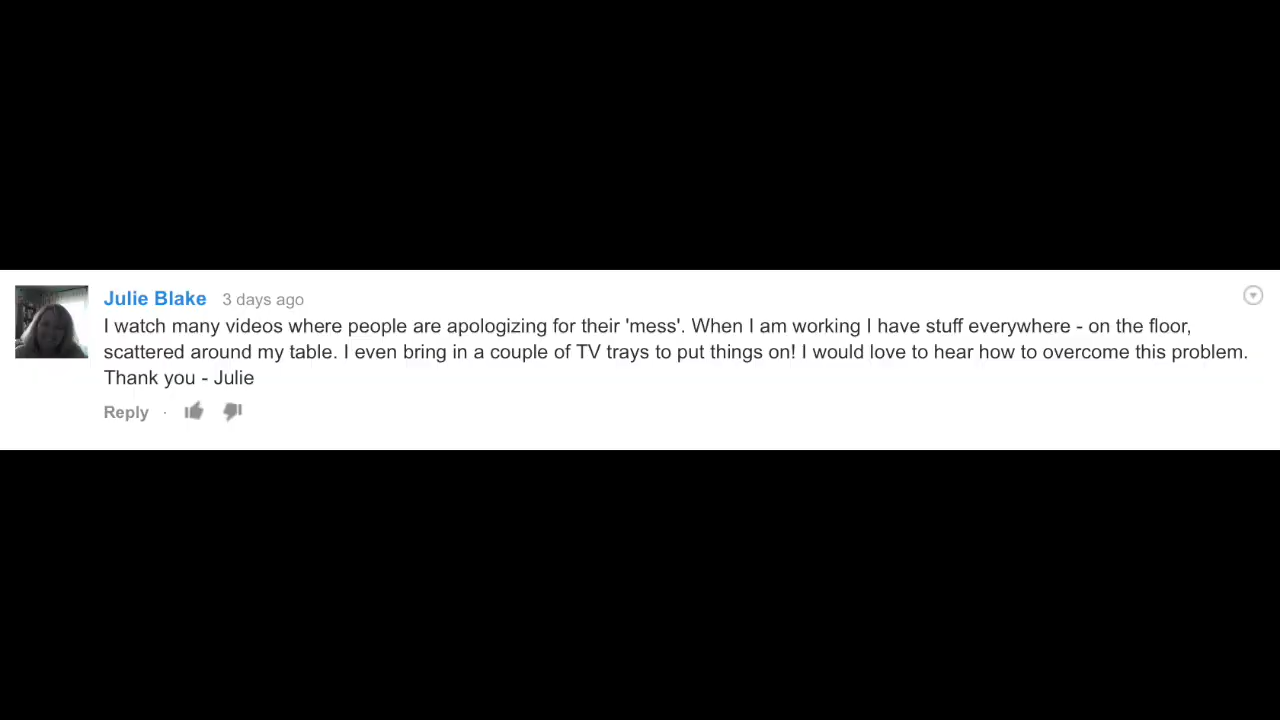 Julie Blake 3 days ago
I watch many videos where people are apologizing for their 'mess'. When I am working I have stuff everywhere - on the floor,
scattered around my table. I even bring in a couple of TV trays to put things on! I would love to hear how to overcome this problem.
Thank you - Julie
Reply ·